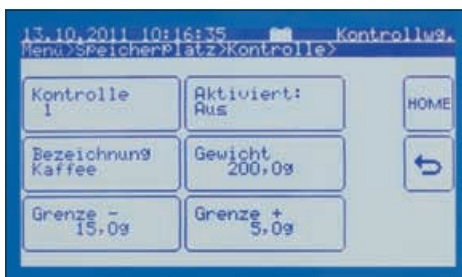 13.10.2011 10:16:35 Kontrollwg.
Menü>Speicherplatz>Kontrolle>
Kontrolle
1
Aktiviert:
Aus
HOME
Bezeichnung
Kaffee
Gewicht
200,0g
Grenze -
15,0g
Grenze +
5,0g